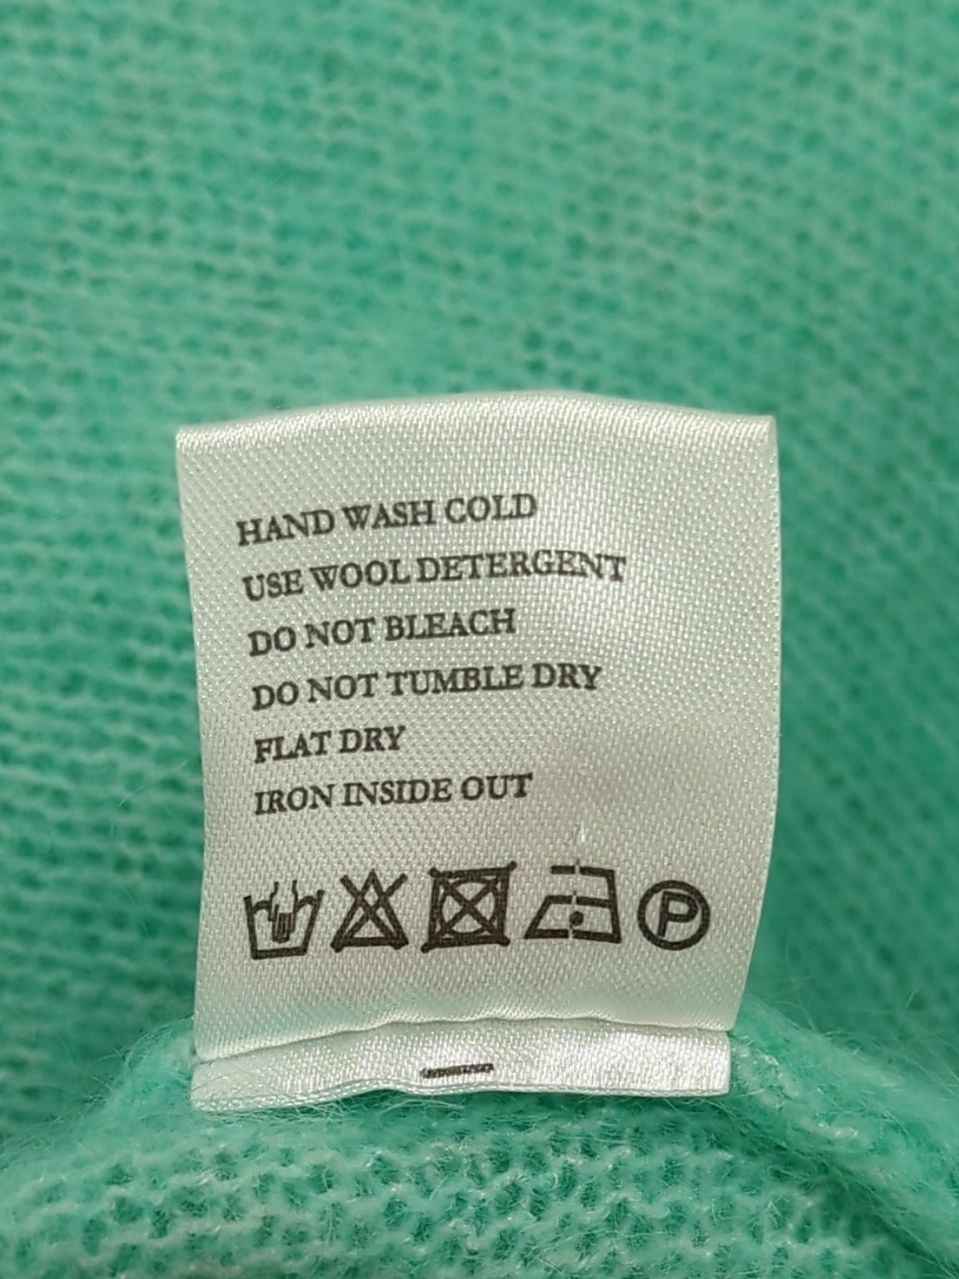 HAND WASH COLD
USE WOOL DETERGENT
DO NOT BLEACH
DO NOT TUMBLE DRY
FLAT DRY
IRON INSIDE OUT
P